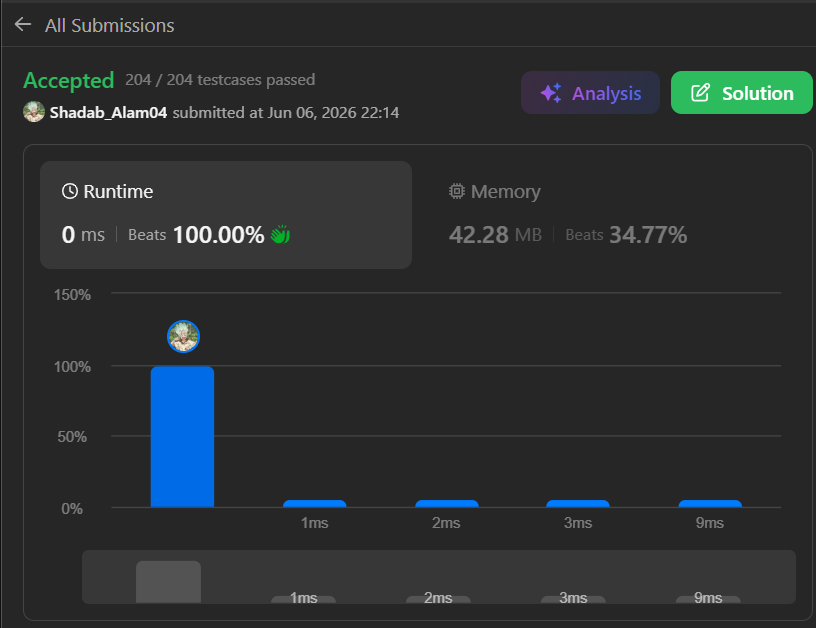 All Submissions
Accepted 204 / 204 testcases passed
Shadab_Alam04 submitted at Jun 06, 2026 22:14
Analysis
Solution
Runtime
0 ms Beats 100.00%
Memory
42.28 MB Beats 34.77%
150%
100%
50%
0%
1ms 2ms 3ms 9ms
1ms 2ms 3ms 9ms